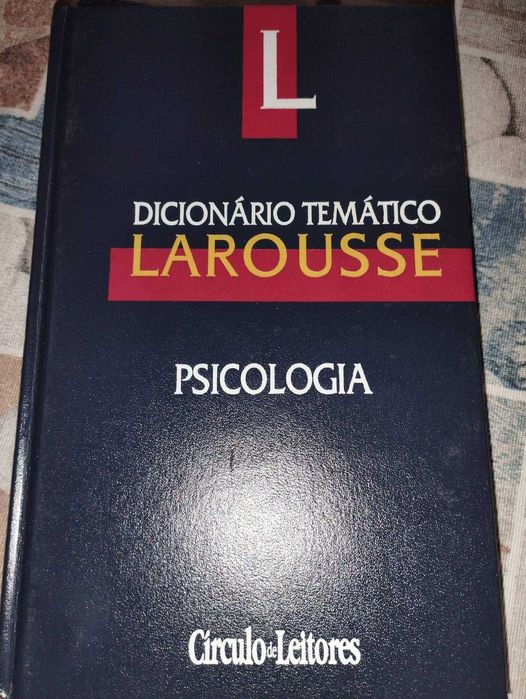 L
DICIONÁRIO TEMÁTICO
LAROUSSE
PSICOLOGIA
Círculo de Leitores